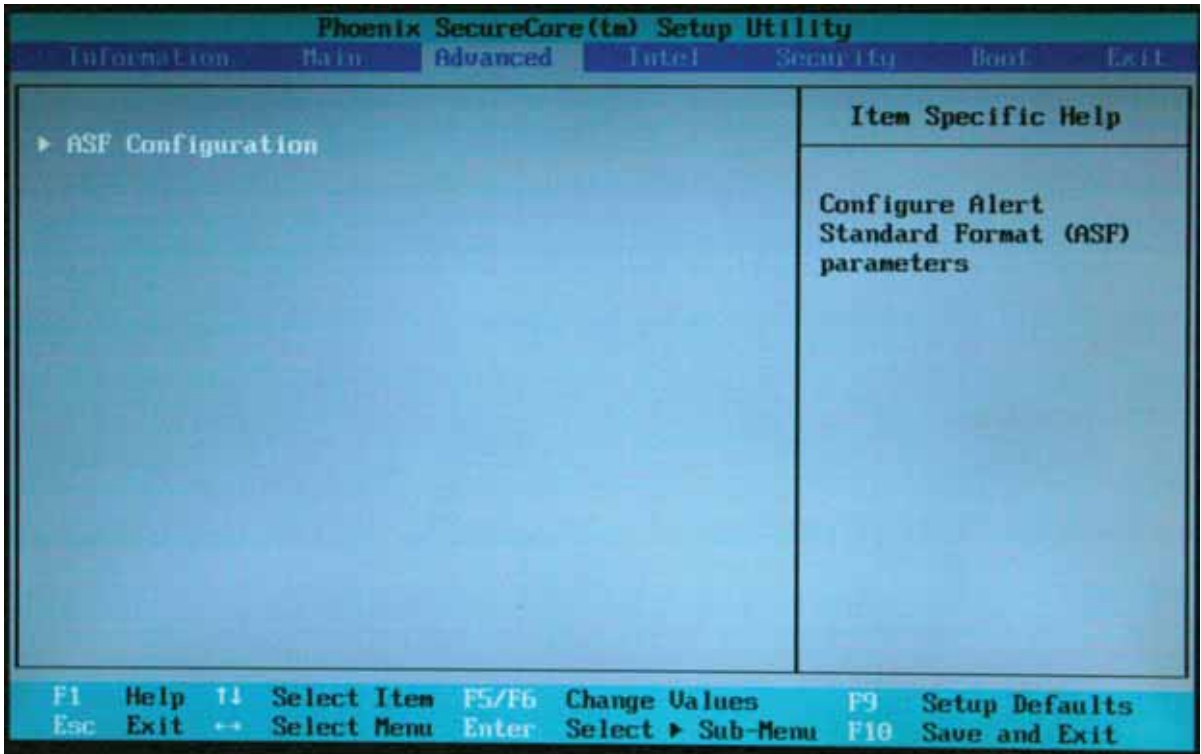 Phoenix SecureCore(tm) Setup Utility
Information Main Advanced Intel Security Boot Exit
Item Specific Help
▶ ASF Configuration
Configure Alert
Standard Format (ASF)
parameters
F1 Help ↑↓ Select Item F5/F6 Change Values F9 Setup Defaults
Esc Exit ↔ Select Menu Enter Select ▶ Sub-Menu F10 Save and Exit